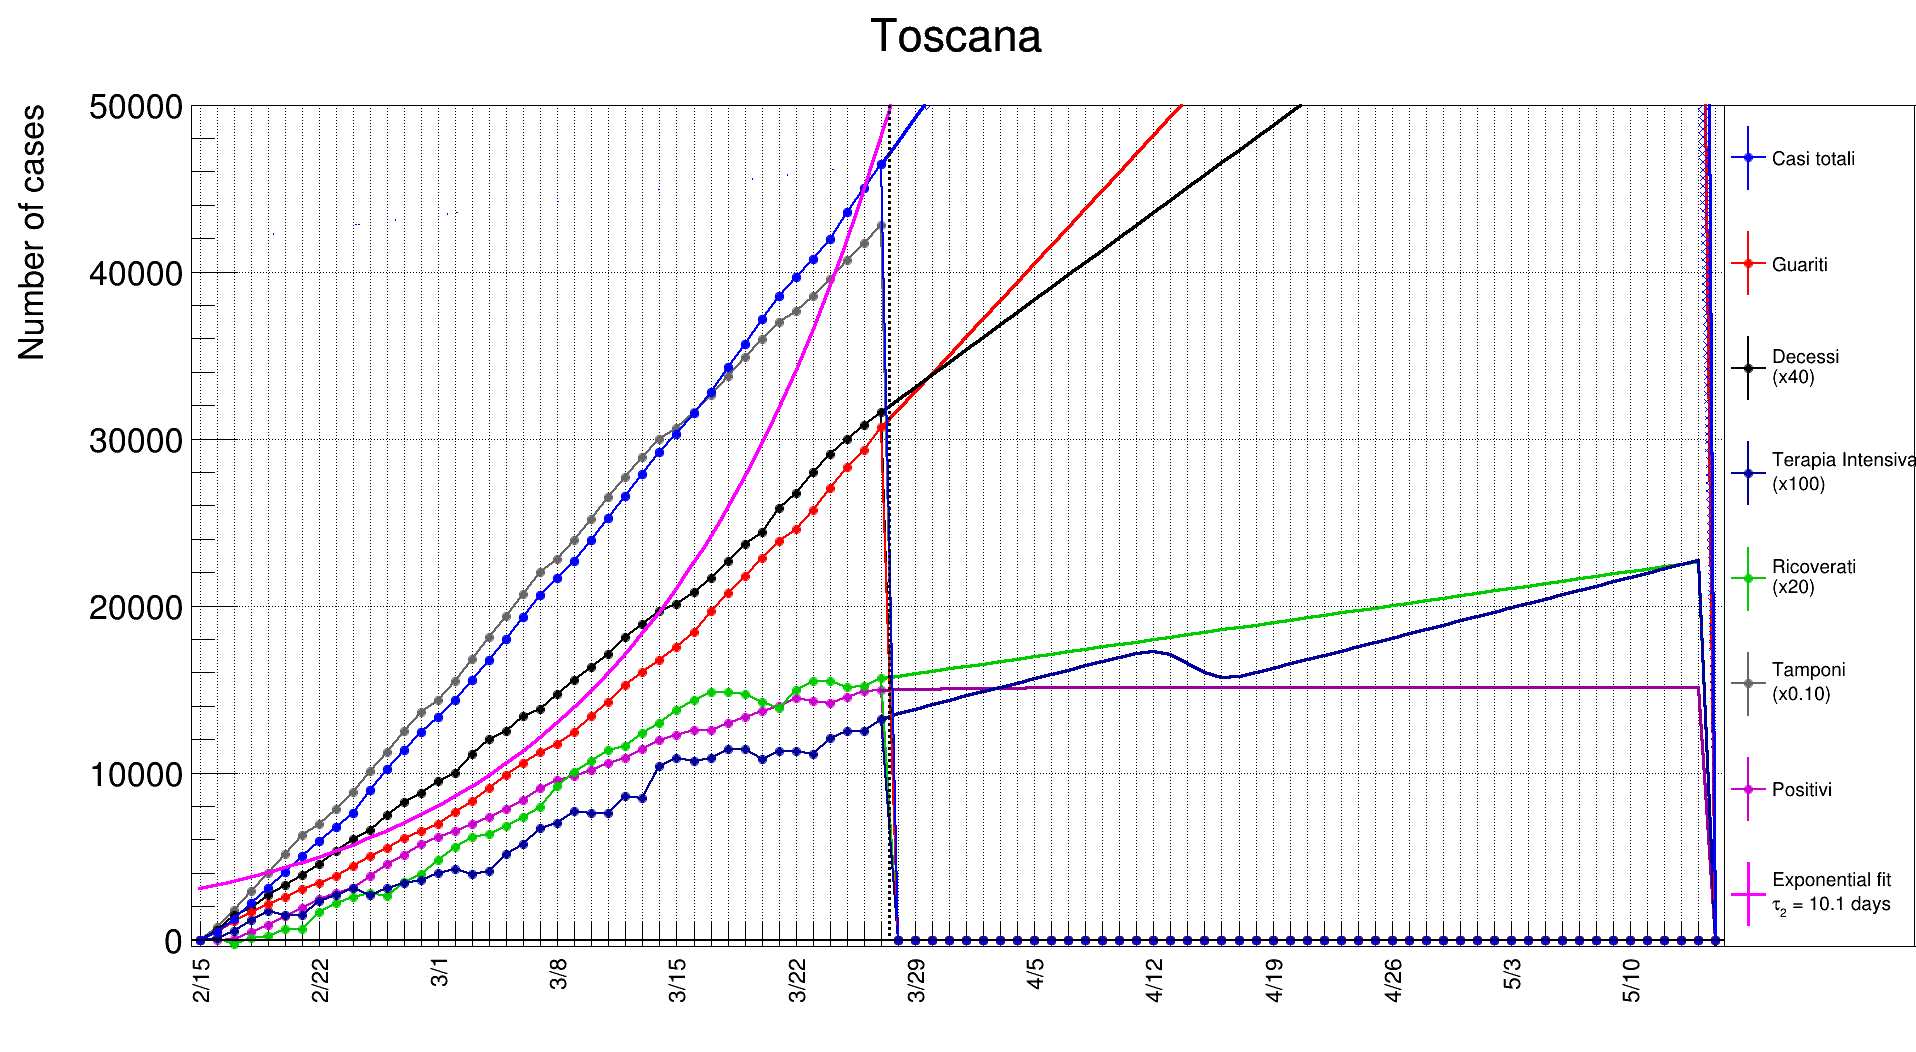 Toscana
Number of cases
50000
40000
30000
20000
10000
0
2/15
2/22
3/1
3/8
3/15
3/22
3/29
4/5
4/12
4/19
4/26
5/3
5/10
Casi totali
Guariti
Decessi
(x40)
Terapia Intensiva
(x100)
Ricoverati
(x20)
Tamponi
(x0.10)
Positivi
Exponential fit
τ2 = 10.1 days